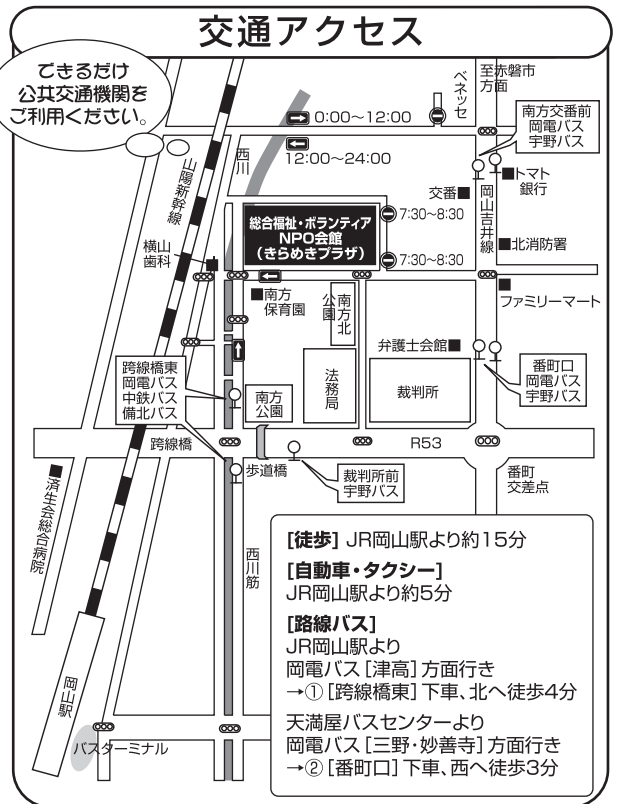 交通アクセス
できるだけ
公共交通機関を
ご利用ください。
ベネッセ
至赤磐市
方面
0:00〜12:00
12:00〜24:00
南方交番前
岡電バス
宇野バス
西川
山陽新幹線
トマト
銀行
交番
岡山吉井線
総合福祉・ボランティア
NPO会館
(きらめきプラザ)
7:30〜8:30
7:30〜8:30
北消防署
横山
歯科
ファミリーマート
南方
保育園
南方北
公園
弁護士会館
跨線橋東
岡電バス
中鉄バス
備北バス
南方
公園
法務局
裁判所
番町口
岡電バス
宇野バス
跨線橋
R53
歩道橋
裁判所前
宇野バス
番町
交差点
済生会総合病院
西川筋
[徒歩] JR岡山駅より約15分
[自動車・タクシー]
JR岡山駅より約5分
[路線バス]
JR岡山駅より
岡電バス[津高]方面行き
→①[跨線橋東]下車、北へ徒歩4分
天満屋バスセンターより
岡電バス[三野・妙善寺]方面行き
→②[番町口]下車、西へ徒歩3分
岡山駅
バスターミナル